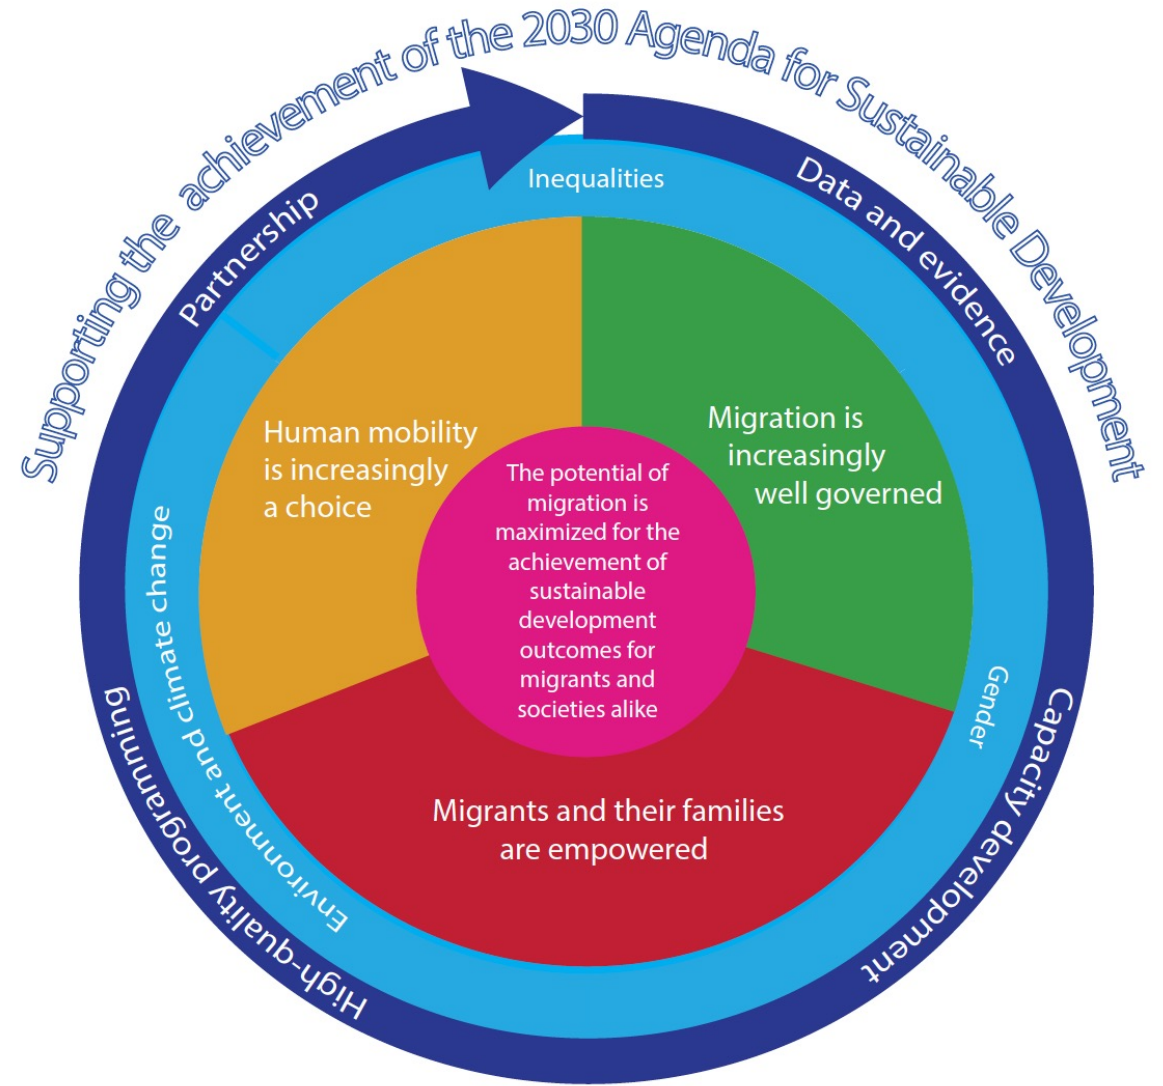 Supporting the achievement of the 2030 Agenda for Sustainable Development
Partnership
Data and evidence
Capacity development
High-quality programming
Inequalities
Gender
Environment and climate change
Human mobility
is increasingly
a choice
Migration is
increasingly
well governed
The potential of
migration is
maximized for the
achievement of
sustainable
development
outcomes for
migrants and
societies alike
Migrants and their families
are empowered